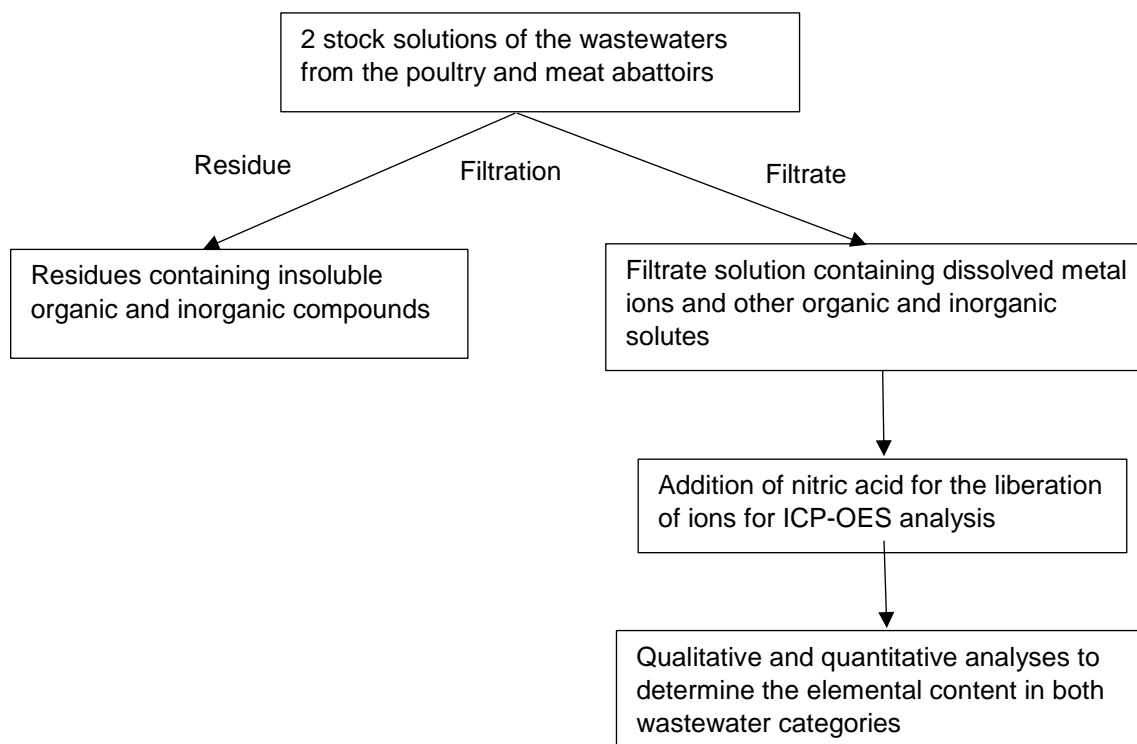 2 stock solutions of the wastewaters
from the poultry and meat abattoirs
Residue
Filtration
Filtrate
Residues containing insoluble
organic and inorganic compounds
Filtrate solution containing dissolved metal
ions and other organic and inorganic
solutes
Addition of nitric acid for the liberation
of ions for ICP-OES analysis
Qualitative and quantitative analyses to
determine the elemental content in both
wastewater categories